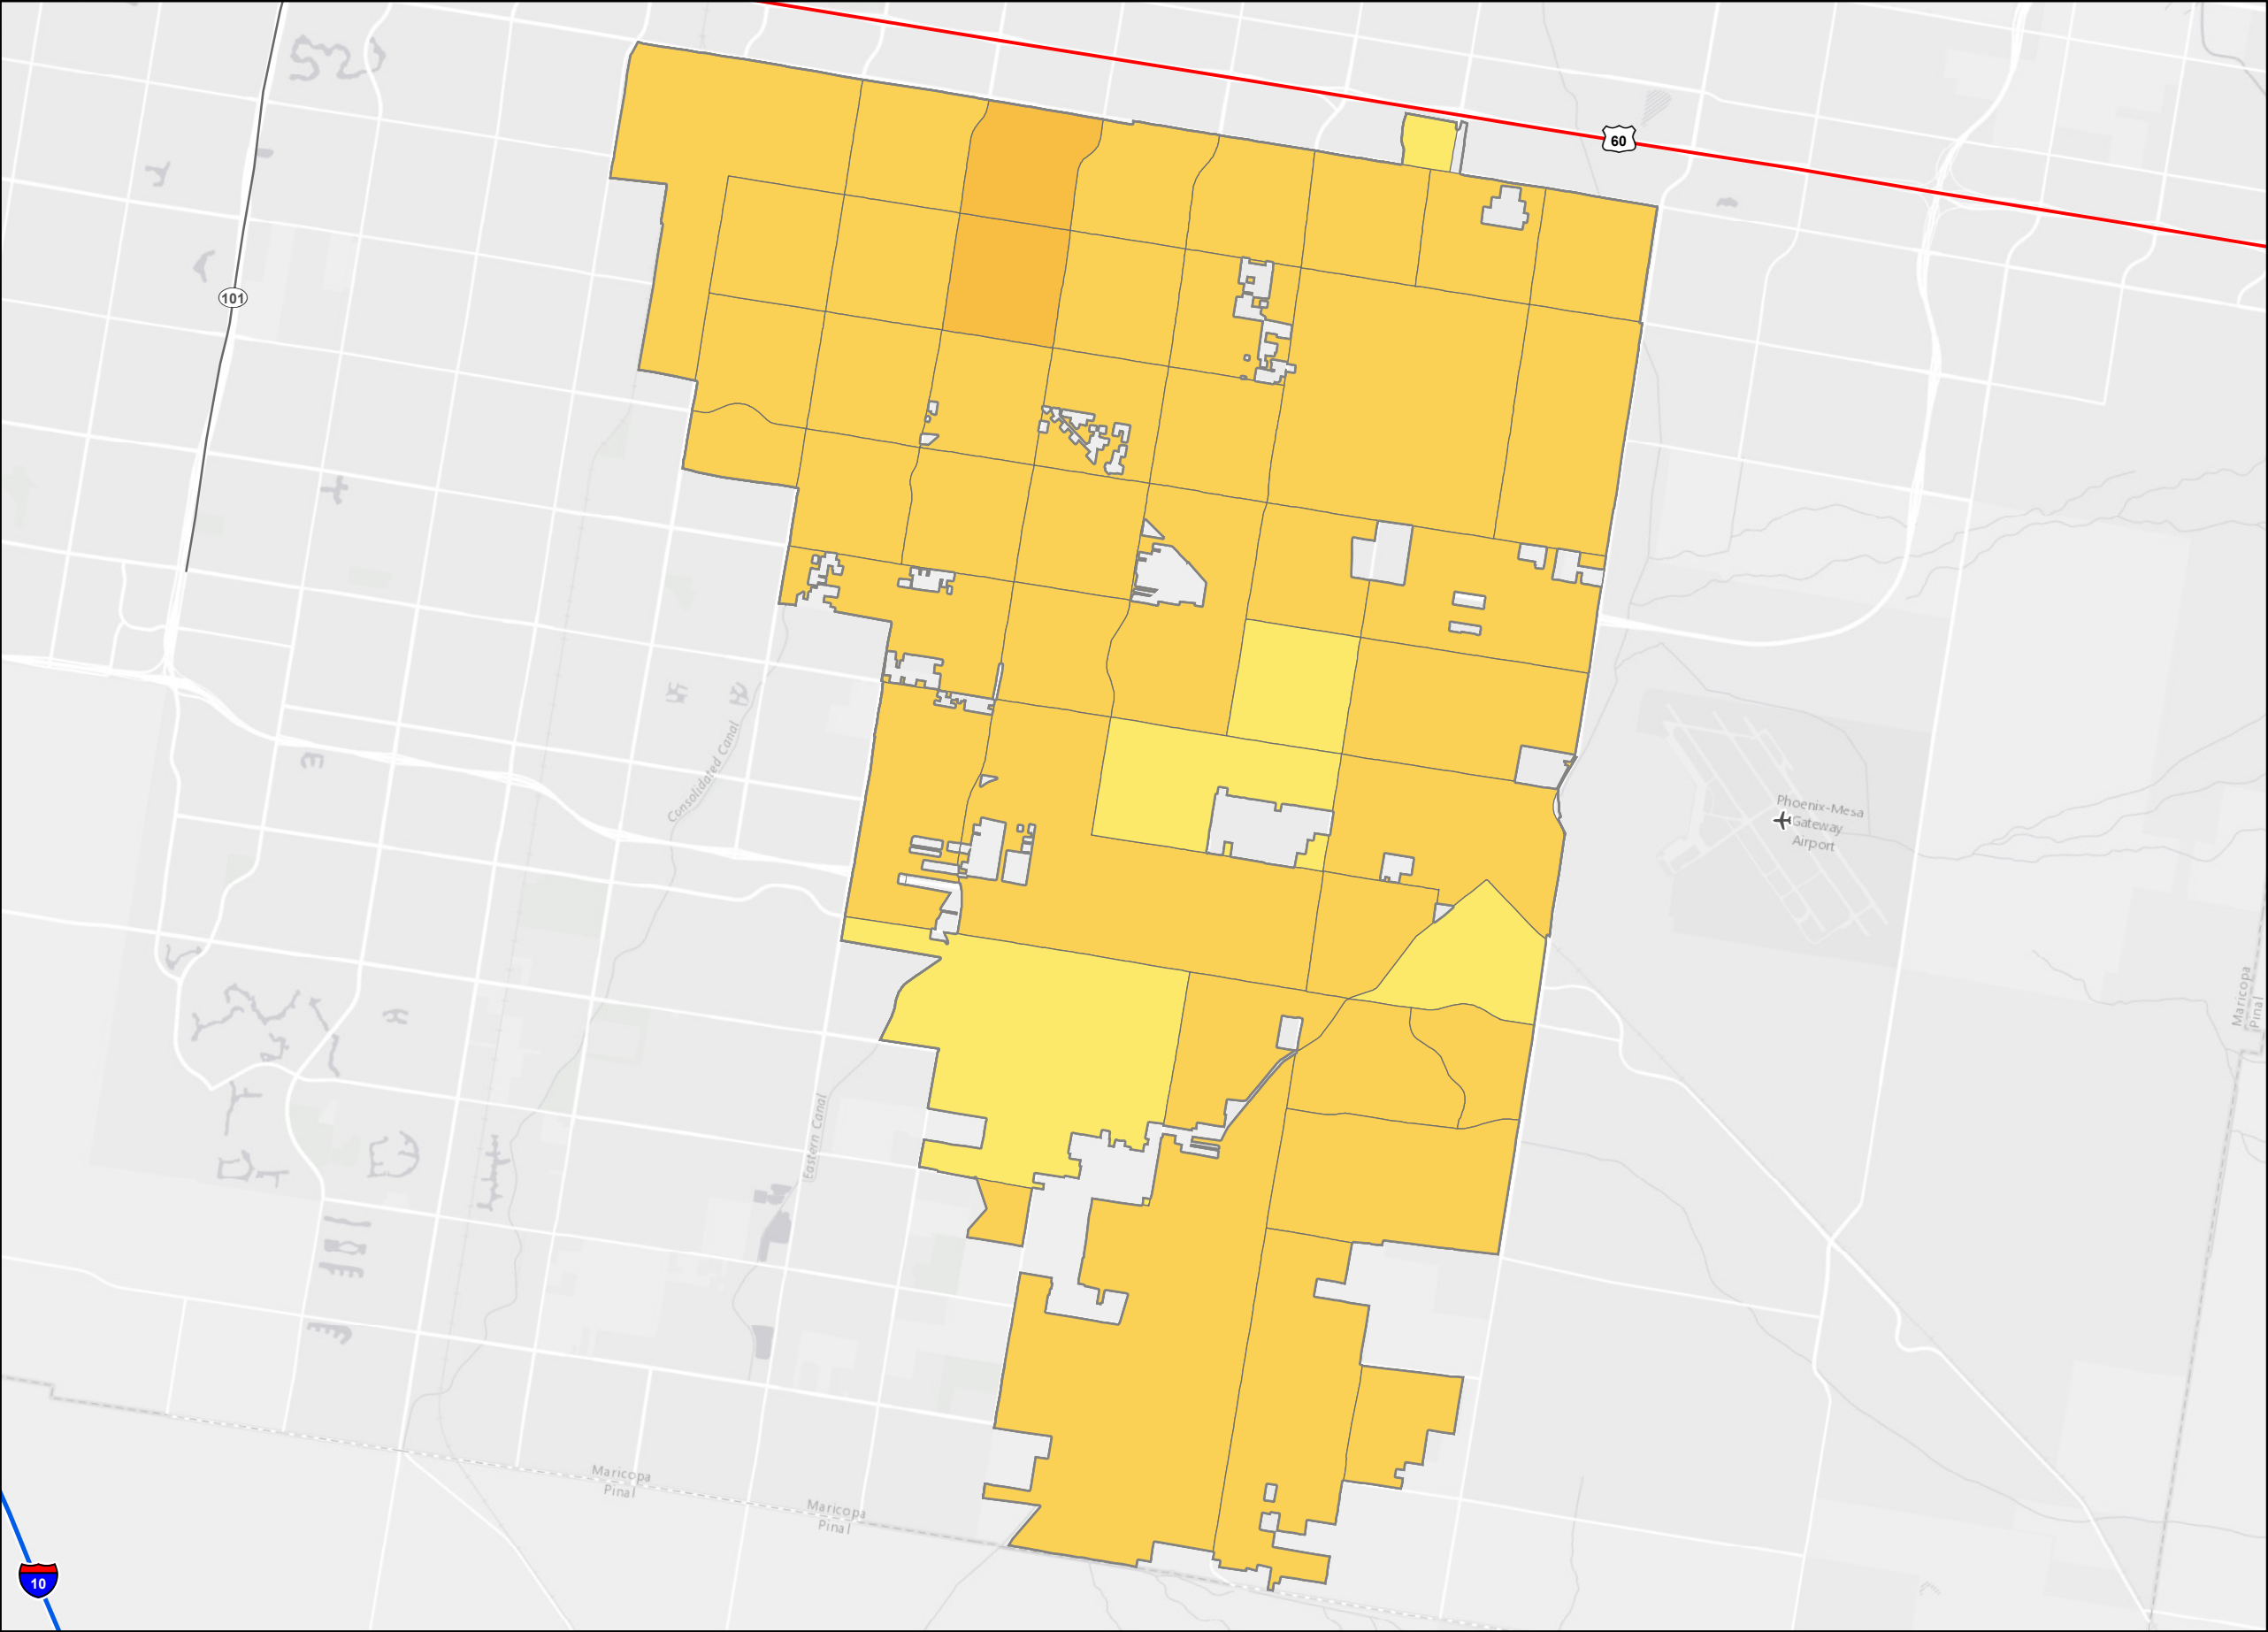 60
101
Consolidated Canal
Phoenix-Mesa
Gateway
Airport
Maricopa
Pinal
Eastern Canal
Maricopa
Pinal
Maricopa
Pinal
10